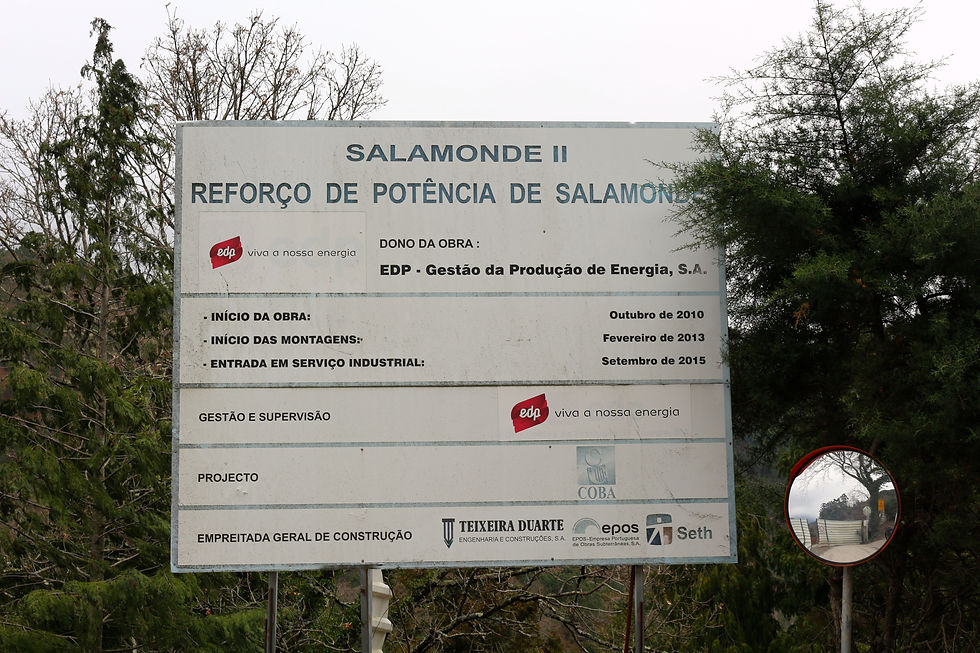 SALAMONDE II
REFORÇO DE POTÊNCIA DE SALAMONDE
edp viva a nossa energia
DONO DA OBRA :
EDP - Gestão da Produção de Energia, S.A.
- INÍCIO DA OBRA: Outubro de 2010
- INÍCIO DAS MONTAGENS: Fevereiro de 2013
- ENTRADA EM SERVIÇO INDUSTRIAL: Setembro de 2015
GESTÃO E SUPERVISÃO edp viva a nossa energia
PROJECTO COBA
EMPREITADA GERAL DE CONSTRUÇÃO
TEIXEIRA DUARTE
ENGENHARIA E CONSTRUÇÕES, S.A.
epos
EPOS-Empresa Portuguesa
de Obras Subterrâneas, S.A.
Seth